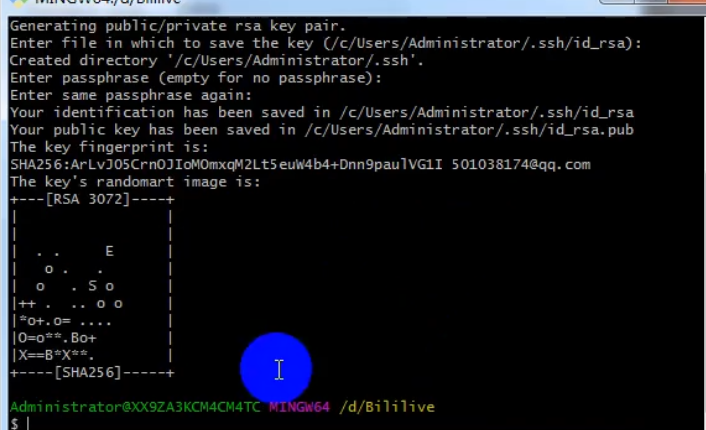 MINGW64:/d/Bililive
Generating public/private rsa key pair.
Enter file in which to save the key (/c/Users/Administrator/.ssh/id_rsa):
Created directory '/c/Users/Administrator/.ssh'.
Enter passphrase (empty for no passphrase):
Enter same passphrase again:
Your identification has been saved in /c/Users/Administrator/.ssh/id_rsa
Your public key has been saved in /c/Users/Administrator/.ssh/id_rsa.pub
The key fingerprint is:
SHA256:ArLvJO5CrnOJIoMOmxqM2Lt5euW4b4+Dnn9paulVG1I 501038174@qq.com
The key's randomart image is:
+---[RSA 3072]----+
|                 |
|                 |
|  . .     E      |
|   o .   .       |
|  o   . S o      |
|++ .  .. o o     |
|*o+.o= ....      |
|O=o**.Bo+        |
|X==B*X**.        |
+----[SHA256]-----+
Administrator@XX9ZA3KCM4CM4TC MINGW64 /d/Bililive
$